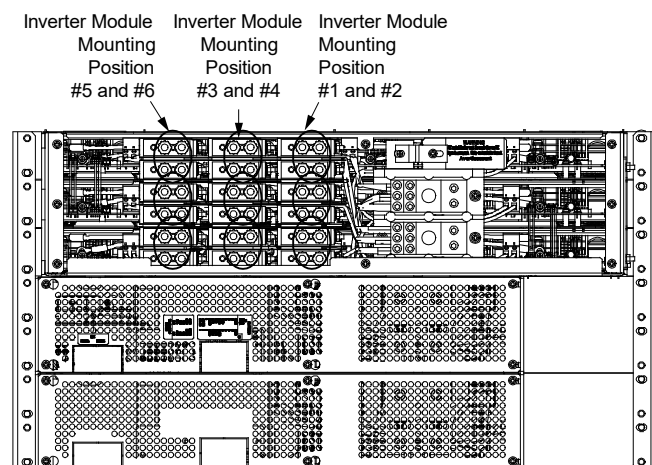 Inverter Module
Mounting
Position
#5 and #6
Inverter Module
Mounting
Position
#3 and #4
Inverter Module
Mounting
Position
#1 and #2